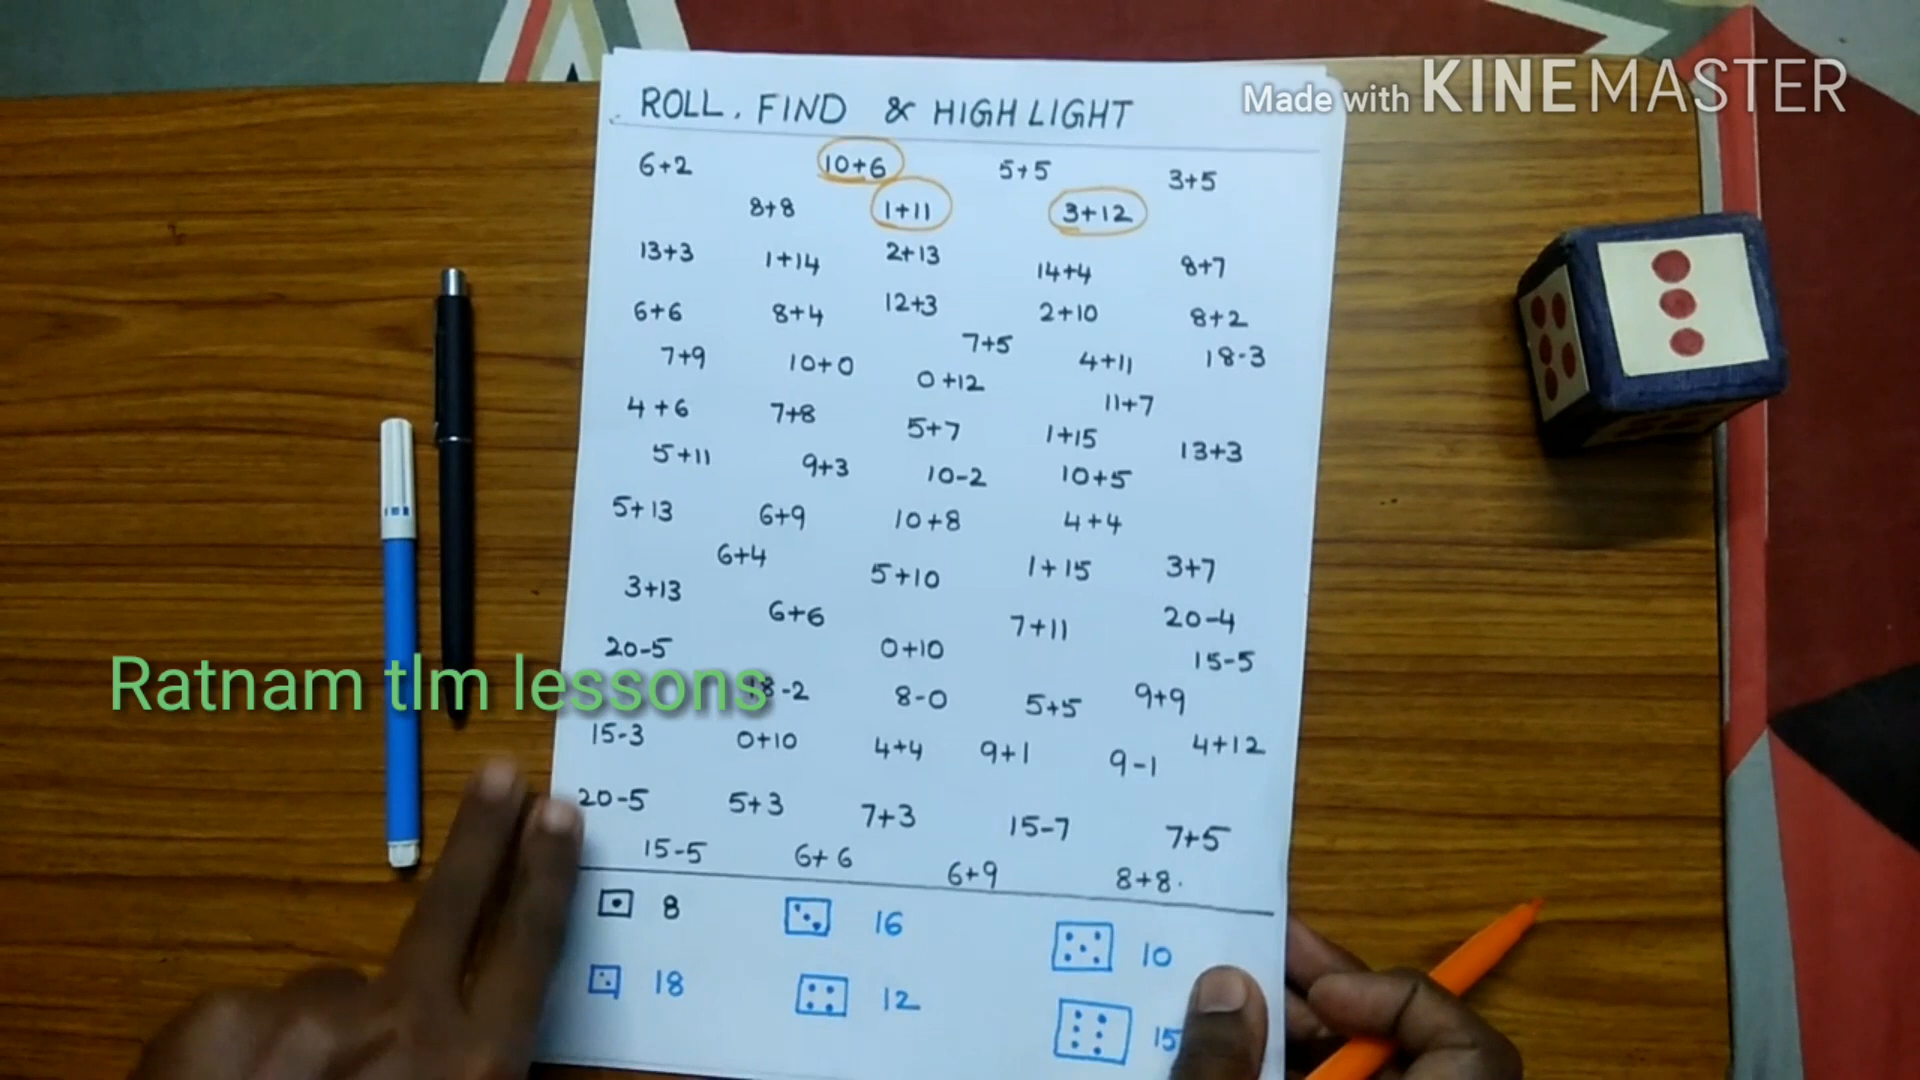 Made with KINEMASTER
ROLL, FIND & HIGHLIGHT
6+2 10+6 5+5 3+5
8+8 1+11 3+12
13+3 1+14 2+13 14+4 8+7
6+6 8+4 12+3 2+10 8+2
7+9 10+0 7+5 4+11 18-3
0+12
4+6 7+8 5+7 11+7
5+11 9+3 10-2 1+15 13+3
10+5
5+13 6+9 10+8 4+4
6+4 5+10 1+15 3+7
3+13 6+6 7+11 20-4
20-5 0+10 15-5
Ratnam tlm lessons
8-2 8-0 5+5 9+9
15-3 0+10 4+4 9+1 9-1 4+12
20-5 5+3 7+3 15-7 7+5
15-5 6+6 6+9 8+8.
8 16 10
18 12 15